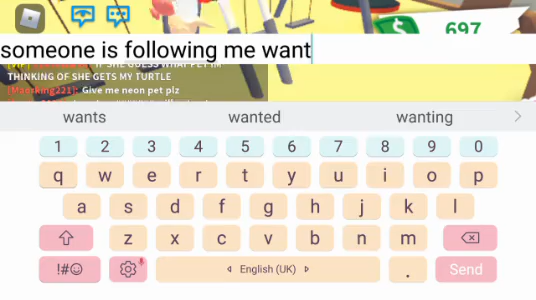 697
someone is following me want
THINKING OF SHE GETS MY TURTLE
Give me neon pet plz
wants wanted wanting
1 2 3 4 5 6 7 8 9 0
q w e r t y u i o p
a s d f g h j k l
z x c v b n m
!#☺ English (UK) . Send